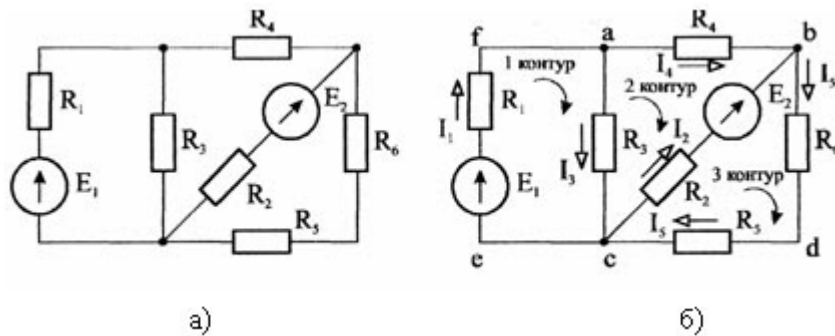 R₄
R₁
E₂
R₃
R₆
R₂
E₁
R₅
а)
f
a
R₄
b
1 контур
I₄
I₅
2 контур
R₁
E₂
I₁
R₃
I₂
I₃
E₁
R₂
3 контур
I₅
R₅
e
c
d
б)